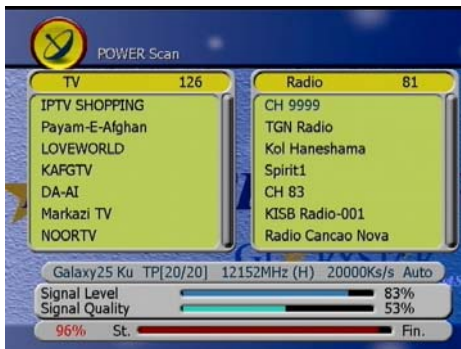 POWER Scan
TV 126
IPTV SHOPPING
Payam-E-Afghan
LOVEWORLD
KAFGTV
DA-AI
Markazi TV
NOORTV
Radio 81
CH 9999
TGN Radio
Kol Haneshama
Spirit1
CH 83
KISB Radio-001
Radio Cancao Nova
Galaxy25 Ku TP[20/20] 12152MHz (H) 20000Ks/s Auto
Signal Level 83%
Signal Quality 53%
96% St. Fin.